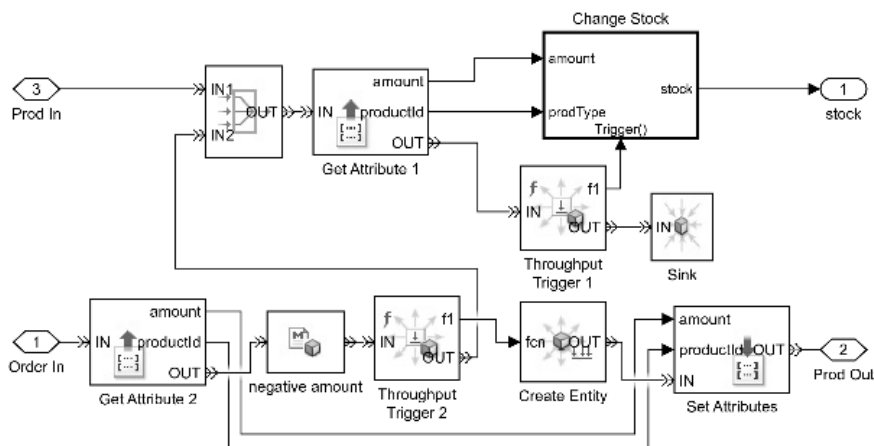 Change Stock
amount
prodType
stock
Trigger()
3
Prod In
IN1
IN2
OUT
IN
amount
productId
OUT
[...]
Get Attribute 1
1
stock
f
f1
IN
OUT
Throughput
Trigger 1
IN
Sink
1
Order In
IN
amount
productId
OUT
[...]
Get Attribute 2
M
negative amount
f
f1
IN
OUT
Throughput
Trigger 2
fcn
OUT
Create Entity
amount
productId
IN
OUT
[...]
Set Attributes
2
Prod Out